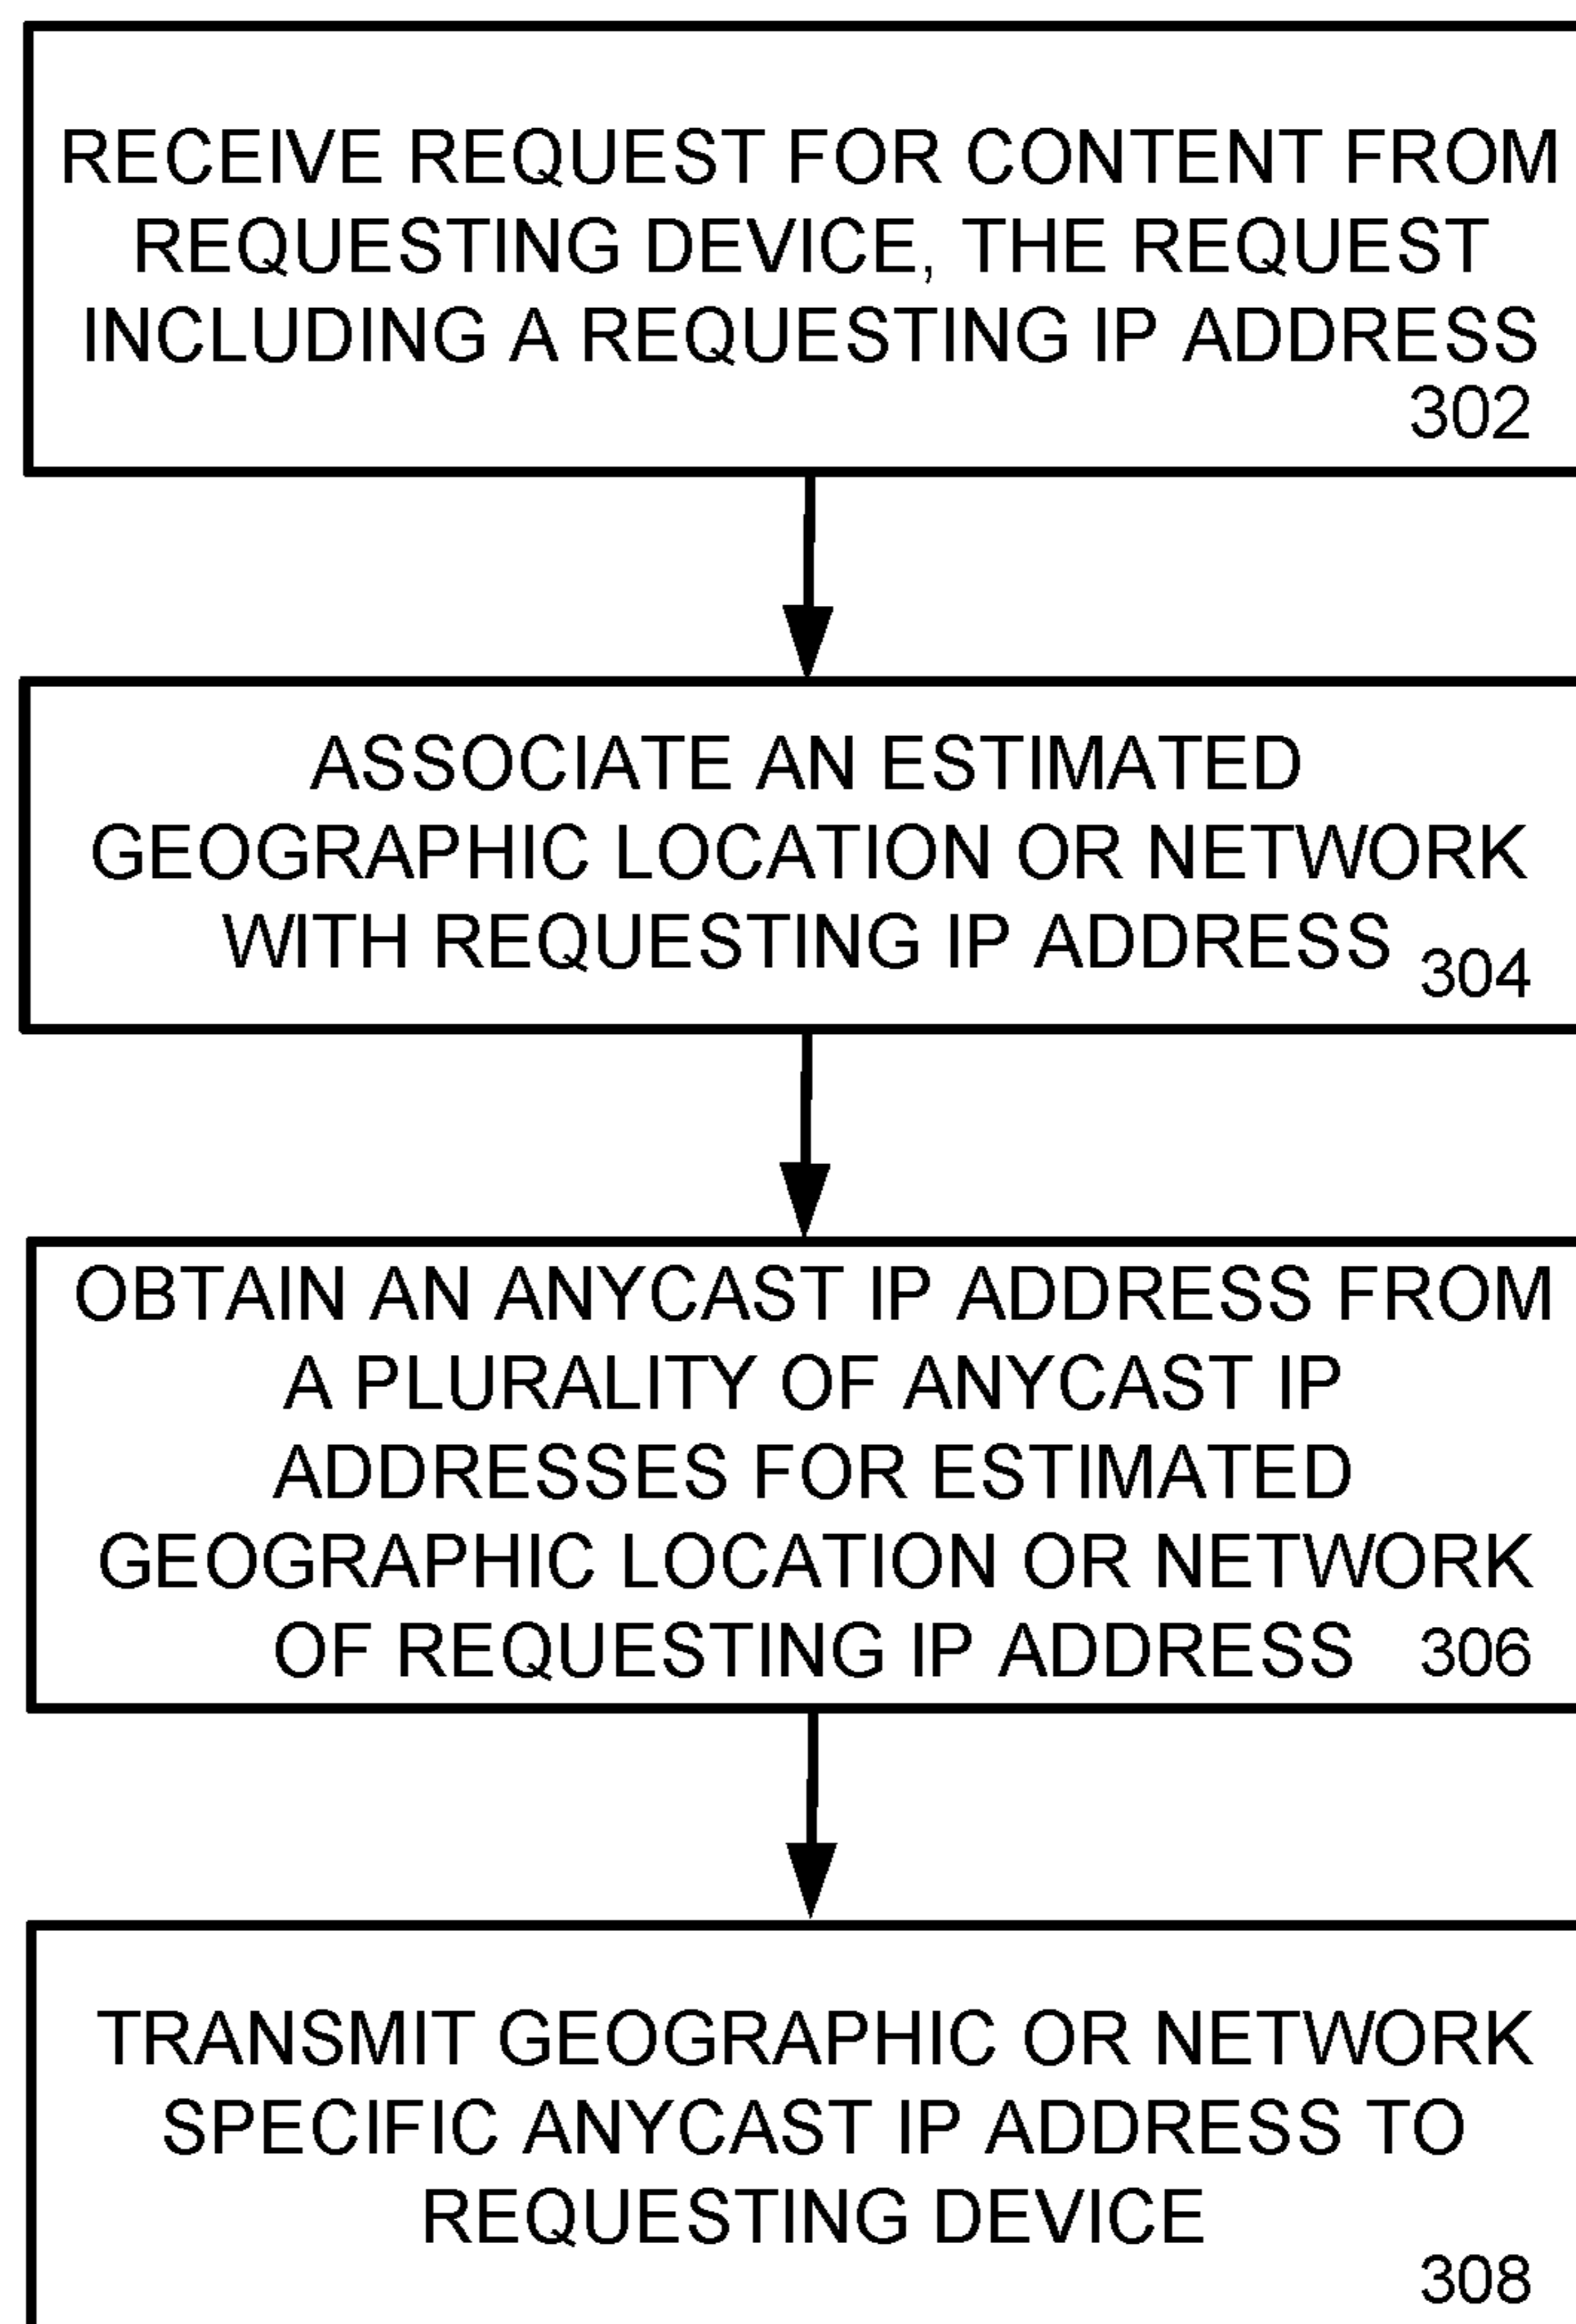 RECEIVE REQUEST FOR CONTENT FROM
REQUESTING DEVICE, THE REQUEST
INCLUDING A REQUESTING IP ADDRESS
302
ASSOCIATE AN ESTIMATED
GEOGRAPHIC LOCATION OR NETWORK
WITH REQUESTING IP ADDRESS 304
OBTAIN AN ANYCAST IP ADDRESS FROM
A PLURALITY OF ANYCAST IP
ADDRESSES FOR ESTIMATED
GEOGRAPHIC LOCATION OR NETWORK
OF REQUESTING IP ADDRESS 306
TRANSMIT GEOGRAPHIC OR NETWORK
SPECIFIC ANYCAST IP ADDRESS TO
REQUESTING DEVICE
308